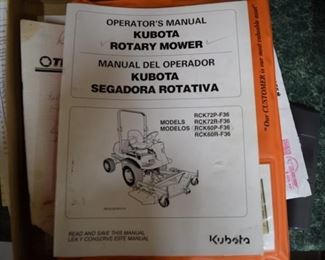 OPERATOR'S MANUAL
KUBOTA
ROTARY MOWER
MANUAL DEL OPERADOR
KUBOTA
SEGADORA ROTATIVA
MODELS
MODELOS
RCK72P-F36
RCK72R-F36
RCK60P-F36
RCK60R-F36
READ AND SAVE THIS MANUAL
LEA Y CONSERVE ESTE MANUAL
Kubota
"Our CUSTOMER is our most valuable asset"